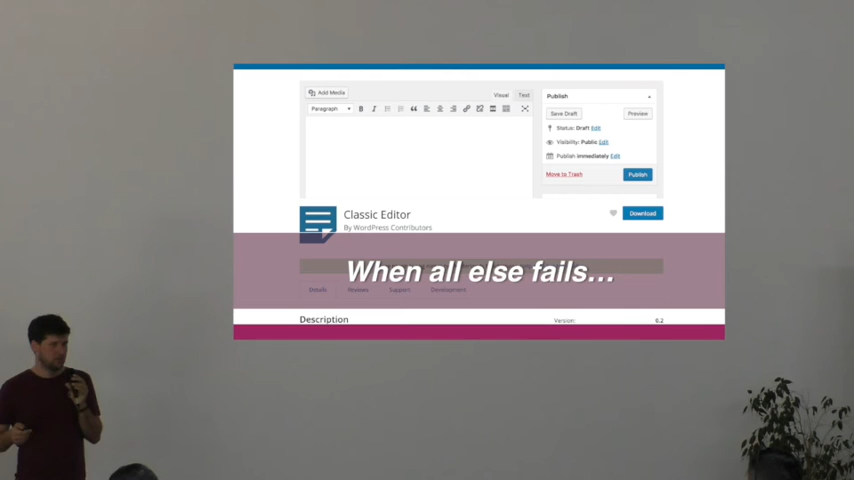 Add Media
Visual Text
Paragraph
Publish
Save Draft Preview
Status: Draft Edit
Visibility: Public Edit
Publish immediately Edit
Move to Trash Publish
Classic Editor
By WordPress Contributors
Download
When all else fails...
Details Reviews Support Development
Description
Version: 0.2